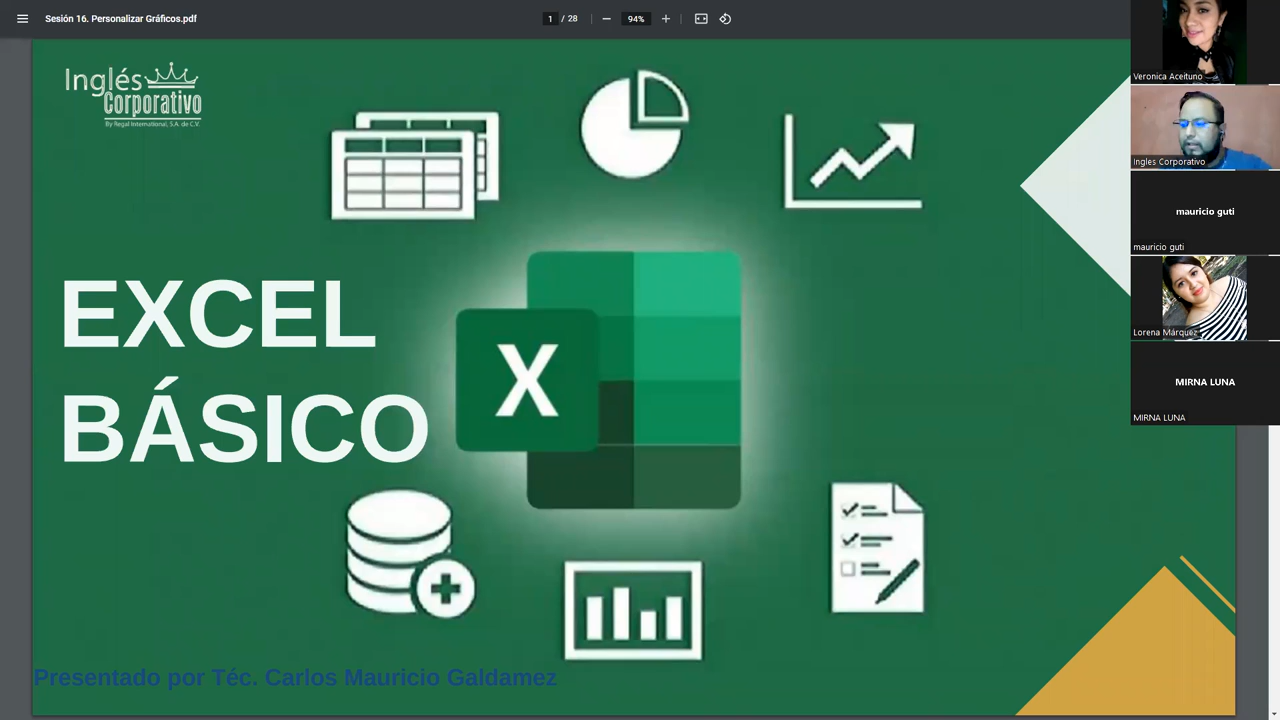 Sesión 16. Personalizar Gráficos.pdf
1 / 28
94%
Inglés
Corporativo
By Regal International, S.A. de C.V.
EXCEL
BÁSICO
X
Presentado por Téc. Carlos Mauricio Galdamez
Veronica Aceituno
Ingles Corporativo
mauricio guti
mauricio guti
Lorena Márquez
MIRNA LUNA
MIRNA LUNA